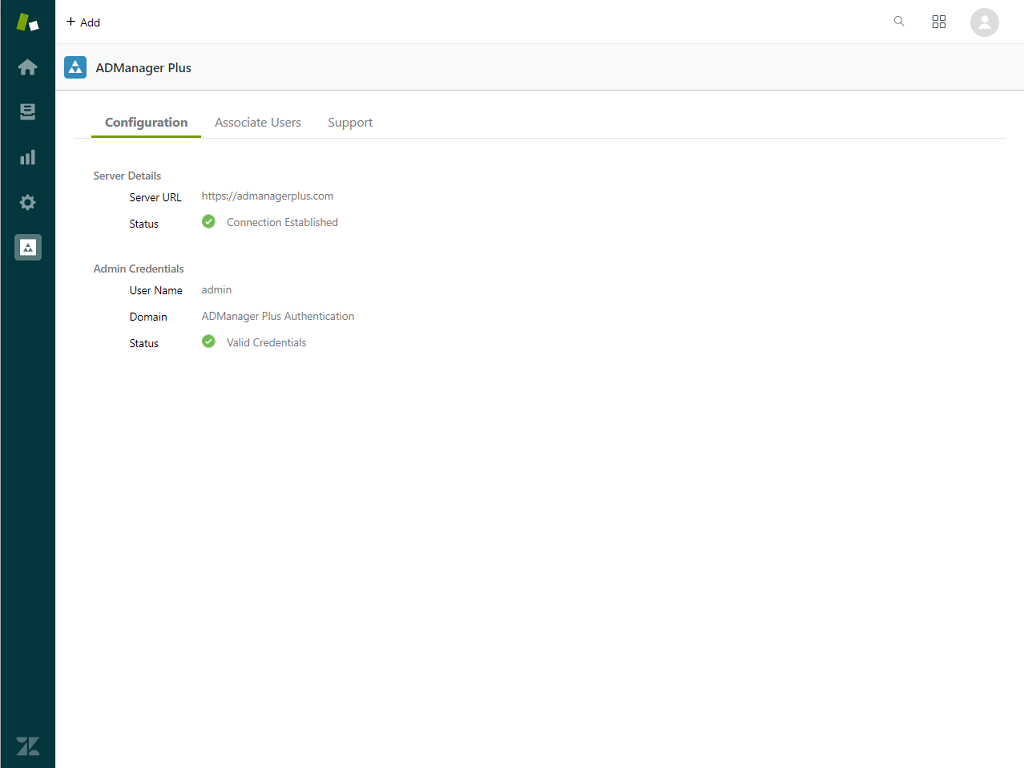 + Add
ADManager Plus
Configuration Associate Users Support
Server Details
Server URL https://admanagerplus.com
Status Connection Established
Admin Credentials
User Name admin
Domain ADManager Plus Authentication
Status Valid Credentials